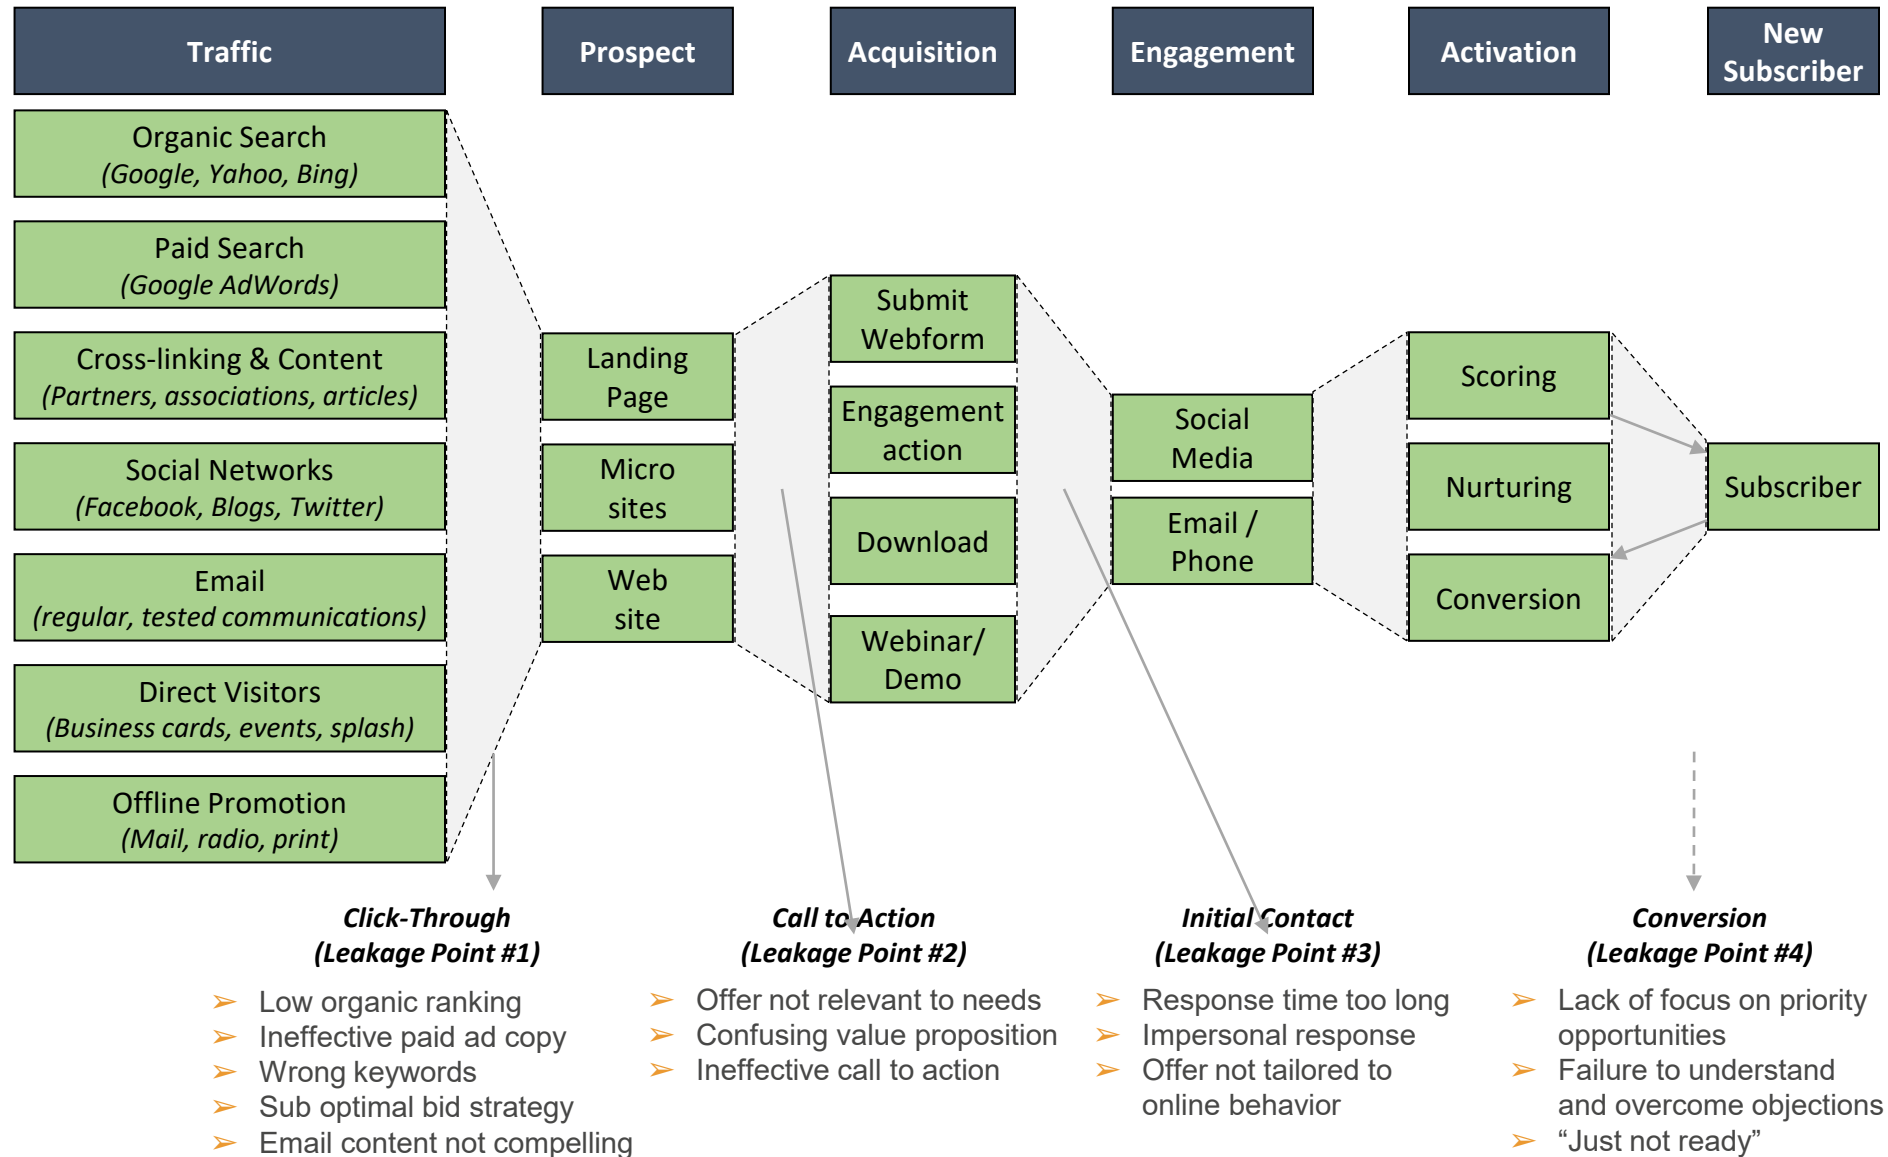 Traffic
Prospect
Acquisition
Engagement
Activation
New
Subscriber
Organic Search
(Google, Yahoo, Bing)
Paid Search
(Google AdWords)
Cross-linking & Content
(Partners, associations, articles)
Social Networks
(Facebook, Blogs, Twitter)
Email
(regular, tested communications)
Direct Visitors
(Business cards, events, splash)
Offline Promotion
(Mail, radio, print)
Landing
Page
Micro
sites
Web
site
Submit
Webform
Engagement
action
Download
Webinar/
Demo
Social
Media
Email /
Phone
Scoring
Nurturing
Conversion
Subscriber
Click-Through
(Leakage Point #1)
➢ Low organic ranking
➢ Ineffective paid ad copy
➢ Wrong keywords
➢ Sub optimal bid strategy
➢ Email content not compelling
Call to Action
(Leakage Point #2)
➢ Offer not relevant to needs
➢ Confusing value proposition
➢ Ineffective call to action
Initial Contact
(Leakage Point #3)
➢ Response time too long
➢ Impersonal response
➢ Offer not tailored to
online behavior
Conversion
(Leakage Point #4)
➢ Lack of focus on priority
opportunities
➢ Failure to understand
and overcome objections
➢ “Just not ready”